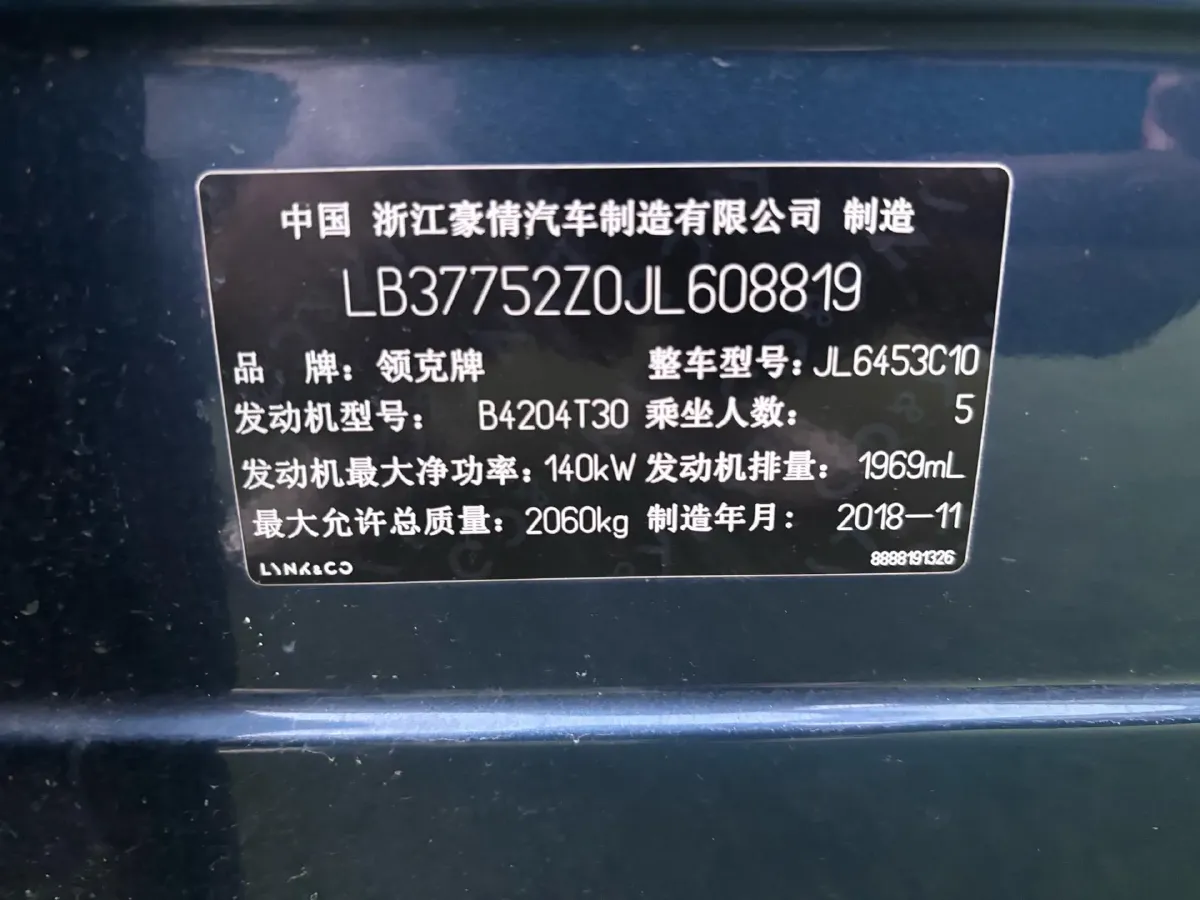 中国 浙江豪情汽车制造有限公司 制造
LB37752Z0JL608819
品 牌：领克牌 整车型号：JL6453C10
发动机型号： B4204T30 乘坐人数： 5
发动机最大净功率：140kW 发动机排量： 1969mL
最大允许总质量：2060kg 制造年月： 2018-11
LYNK&CO 8888191326